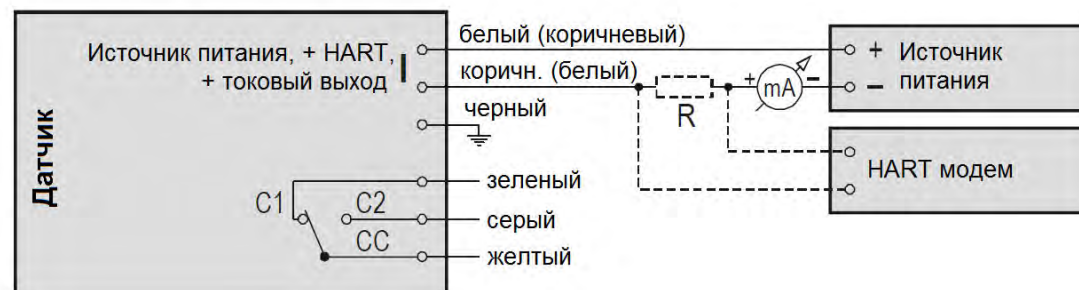 Датчик
Источник питания, + HART,
+ токовый выход
I
белый (коричневый)
коричн. (белый)
черный
R
+ mA −
+ Источник
− питания
HART модем
C1
C2
CC
зеленый
серый
желтый